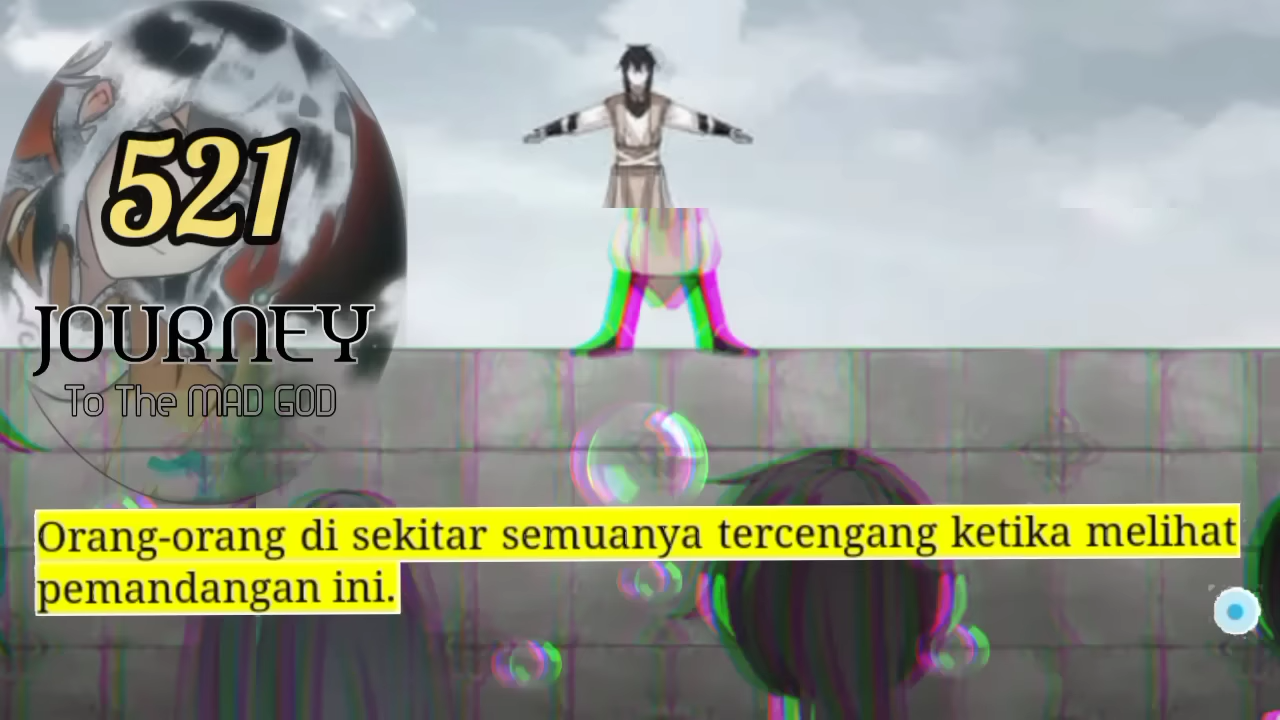 521
JOURNEY
To The MAD GOD
Orang-orang di sekitar semuanya tercengang ketika melihat
pemandangan ini.